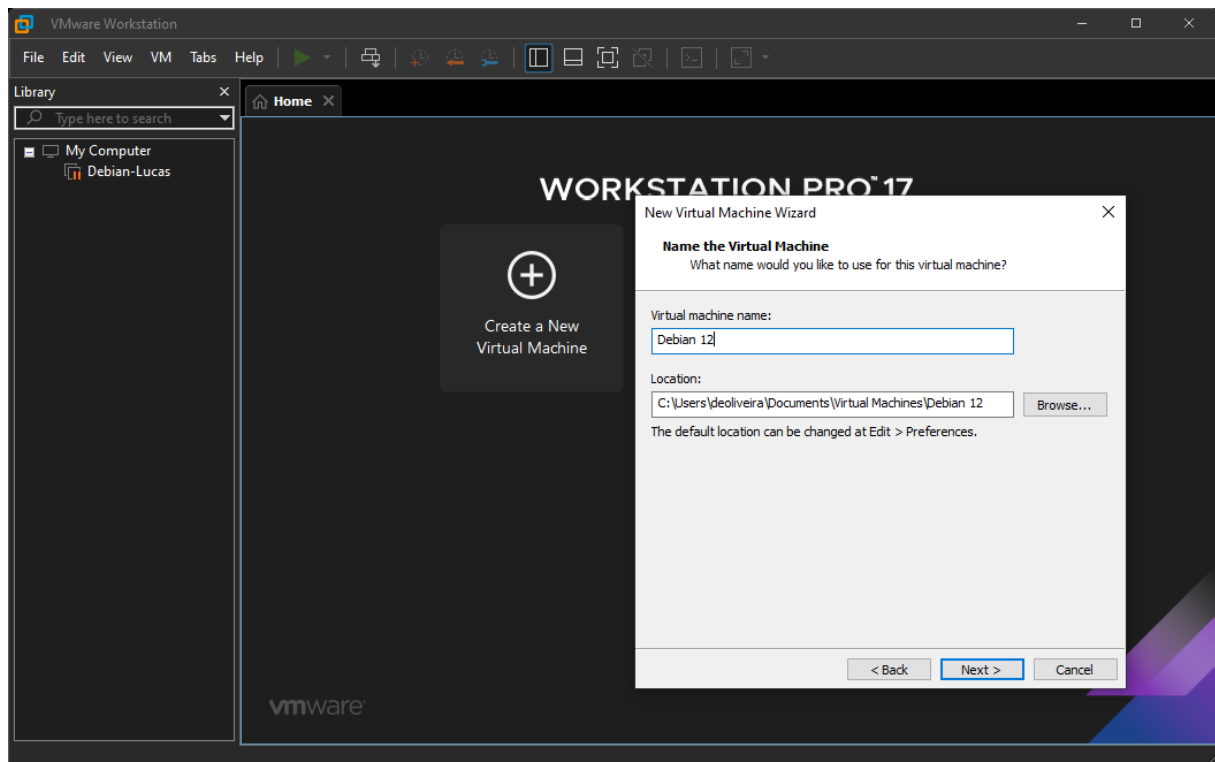 VMware Workstation
File Edit View VM Tabs Help
Library
Type here to search
My Computer
Debian-Lucas
Home
WORKSTATION PRO™ 17
Create a New
Virtual Machine
New Virtual Machine Wizard
Name the Virtual Machine
What name would you like to use for this virtual machine?
Virtual machine name:
Debian 12
Location:
C:\Users\deoliveira\Documents\Virtual Machines\Debian 12
Browse...
The default location can be changed at Edit > Preferences.
< Back Next > Cancel
vmware